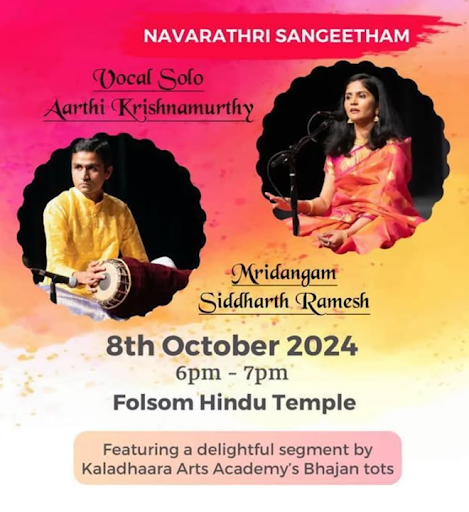 NAVARATHRI SANGEETHAM
Vocal Solo
Aarthi Krishnamurthy
Mridangam
Siddharth Ramesh
8th October 2024
6pm - 7pm
Folsom Hindu Temple
Featuring a delightful segment by
Kaladhaara Arts Academy's Bhajan tots